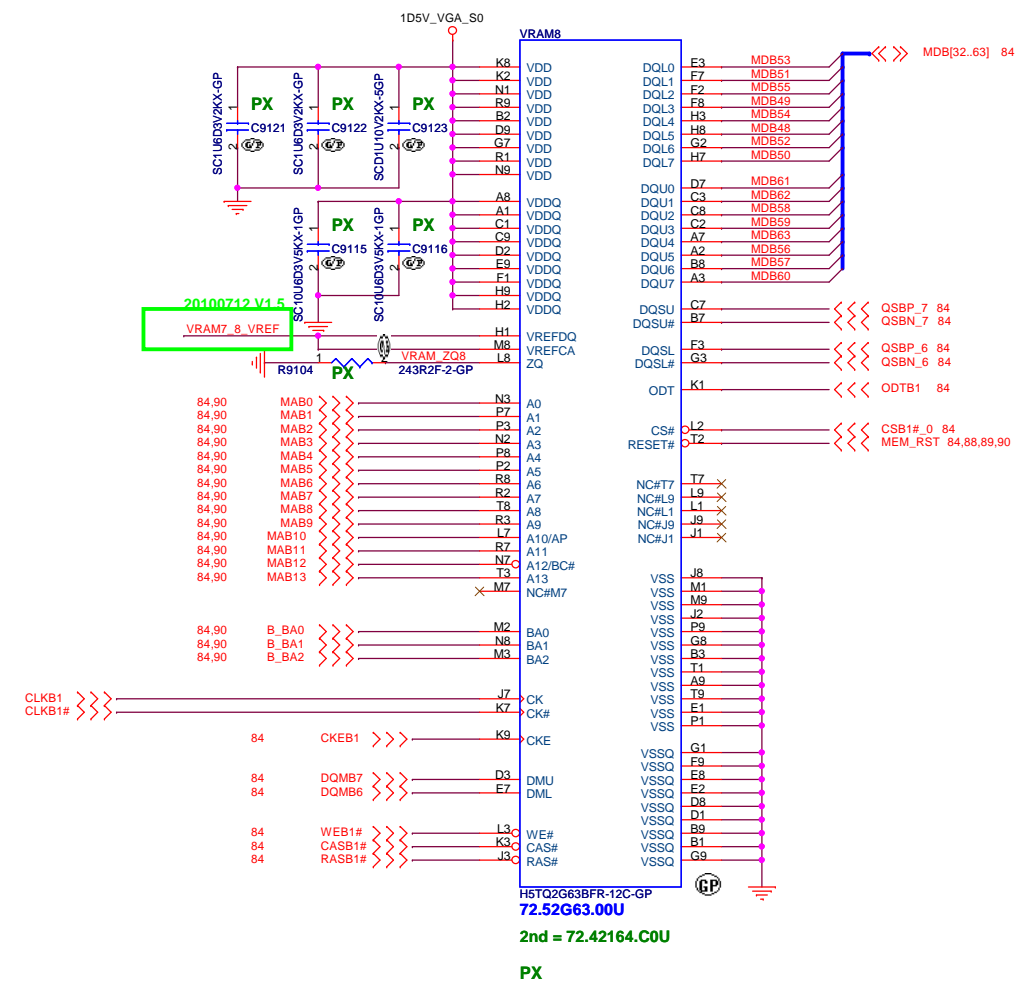 1D5V_VGA_S0
VRAM8
SC1U6D3V2KX-GP
1
2
PX
C9121
SC1U6D3V2KX-GP
1
2
PX
C9122
SCD1U10V2KX-5GP
1
2
PX
C9123
SC10U6D3V5KX-1GP
1
2
PX
C9115
SC10U6D3V5KX-1GP
1
2
C9116
20100712 V1.5
VRAM7_8_VREF
1
2
R9104
PX
VRAM_ZQ8
243R2F-2-GP
K8 VDD
K2 VDD
N1 VDD
R9 VDD
B2 VDD
D9 VDD
G7 VDD
R1 VDD
N9 VDD
A8 VDDQ
A1 VDDQ
C1 VDDQ
C9 VDDQ
D2 VDDQ
E9 VDDQ
F1 VDDQ
H9 VDDQ
H2 VDDQ
H1 VREFDQ
M8 VREFCA
L8 ZQ
84,90 MAB0 N3 A0
84,90 MAB1 P7 A1
84,90 MAB2 P3 A2
84,90 MAB3 N2 A3
84,90 MAB4 P8 A4
84,90 MAB5 P2 A5
84,90 MAB6 R8 A6
84,90 MAB7 R2 A7
84,90 MAB8 T8 A8
84,90 MAB9 R3 A9
84,90 MAB10 L7 A10/AP
84,90 MAB11 R7 A11
84,90 MAB12 N7 A12/BC#
84,90 MAB13 T3 A13
M7 NC#M7
84,90 B_BA0 M2 BA0
84,90 B_BA1 N8 BA1
84,90 B_BA2 M3 BA2
CLKB1 J7 CK
CLKB1# K7 CK#
84 CKEB1 K9 CKE
84 DQMB7 D3 DMU
84 DQMB6 E7 DML
84 WEB1# L3 WE#
84 CASB1# K3 CAS#
84 RASB1# J3 RAS#
MDB[32..63] 84
DQL0 E3 MDB53
DQL1 F7 MDB51
DQL2 F2 MDB55
DQL3 F8 MDB49
DQL4 H3 MDB54
DQL5 H8 MDB48
DQL6 G2 MDB52
DQL7 H7 MDB50
DQU0 D7 MDB61
DQU1 C3 MDB62
DQU2 C8 MDB58
DQU3 C2 MDB59
DQU4 A7 MDB63
DQU5 A2 MDB56
DQU6 B8 MDB57
DQU7 A3 MDB60
DQSU C7 QSBP_7 84
DQSU# B7 QSBN_7 84
DQSL F3 QSBP_6 84
DQSL# G3 QSBN_6 84
ODT K1 ODTB1 84
CS# L2 CSB1#_0 84
RESET# T2 MEM_RST 84,88,89,90
NC#T7 T7
NC#L9 L9
NC#L1 L1
NC#J9 J9
NC#J1 J1
VSS J8
VSS M1
VSS M9
VSS J2
VSS P9
VSS G8
VSS B3
VSS T1
VSS A9
VSS T9
VSS E1
VSS P1
VSSQ G1
VSSQ F9
VSSQ E8
VSSQ E2
VSSQ D8
VSSQ D1
VSSQ B9
VSSQ B1
VSSQ G9
GP
H5TQ2G63BFR-12C-GP
72.52G63.00U
2nd = 72.42164.C0U
PX